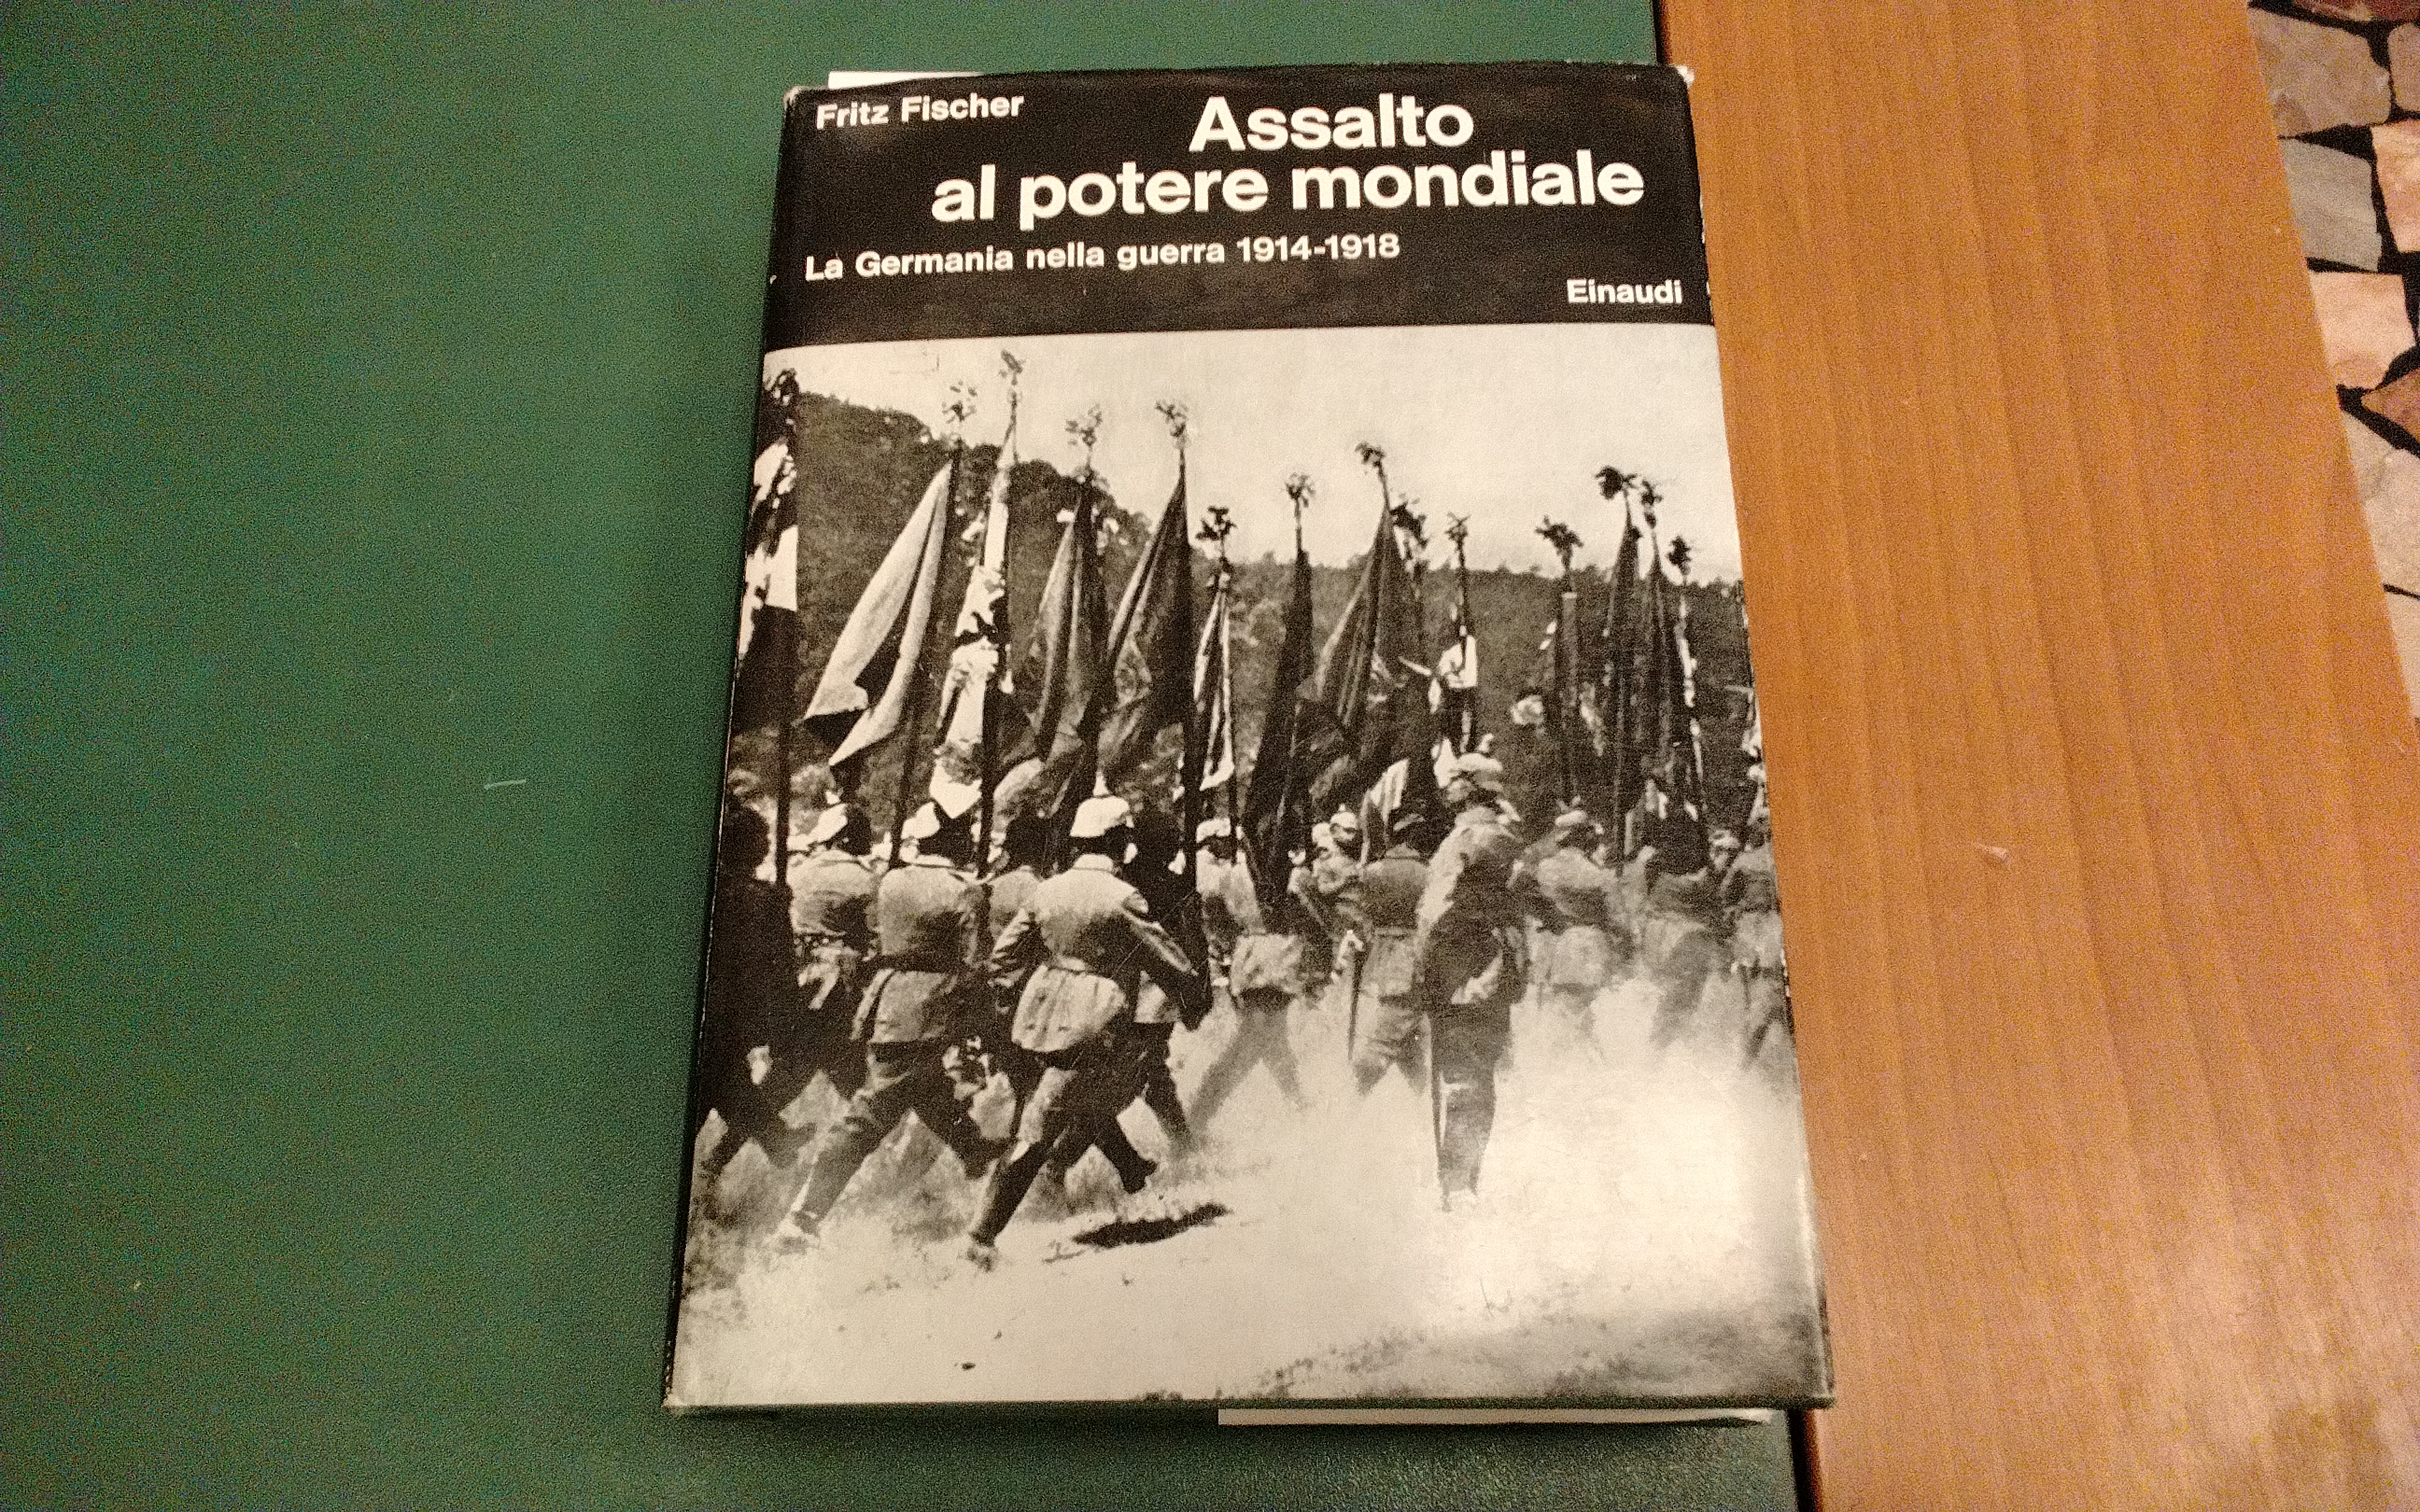 Fritz Fischer
Assalto
al potere mondiale
La Germania nella guerra 1914-1918
Einaudi